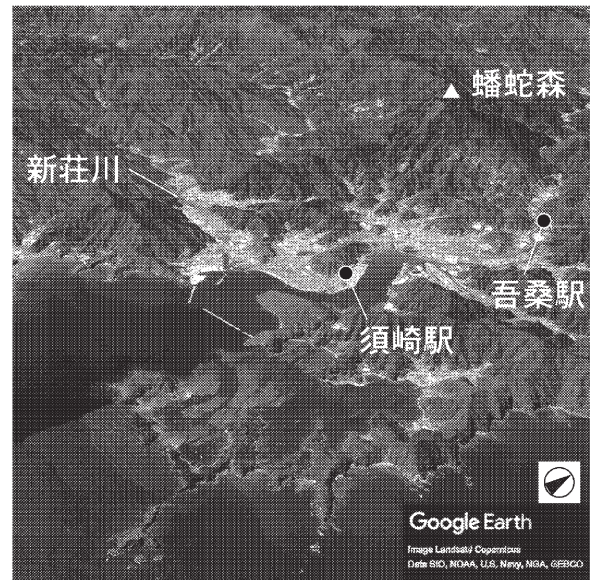 蟠蛇森
新荘川
吾桑駅
須崎駅
Google Earth
Image Landsat/ Copernicus
Data SIO, NOAA, U.S. Navy, NGA, GEBCO